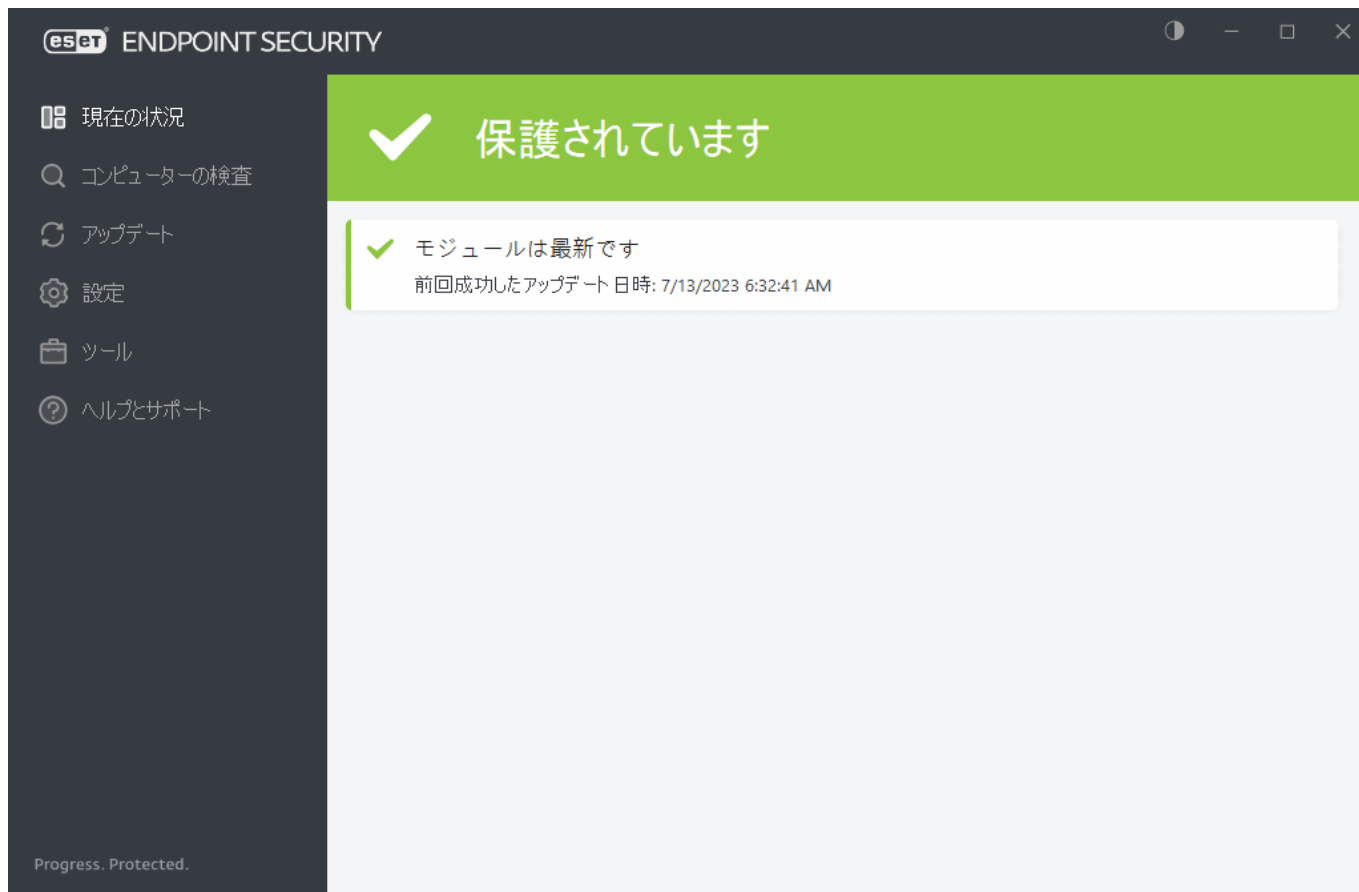 eset ENDPOINT SECURITY
現在の状況
コンピューターの検査
アップデート
設定
ツール
ヘルプとサポート
Progress. Protected.
保護されています
モジュールは最新です
前回成功したアップデート日時: 7/13/2023 6:32:41 AM